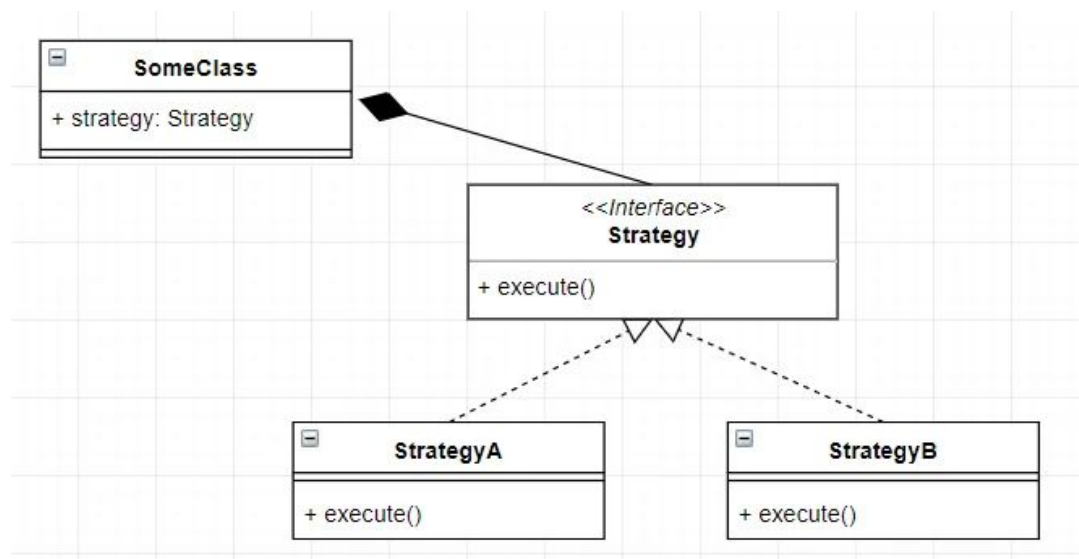 SomeClass
+ strategy: Strategy
<<Interface>>
Strategy
+ execute()
StrategyA
+ execute()
StrategyB
+ execute()